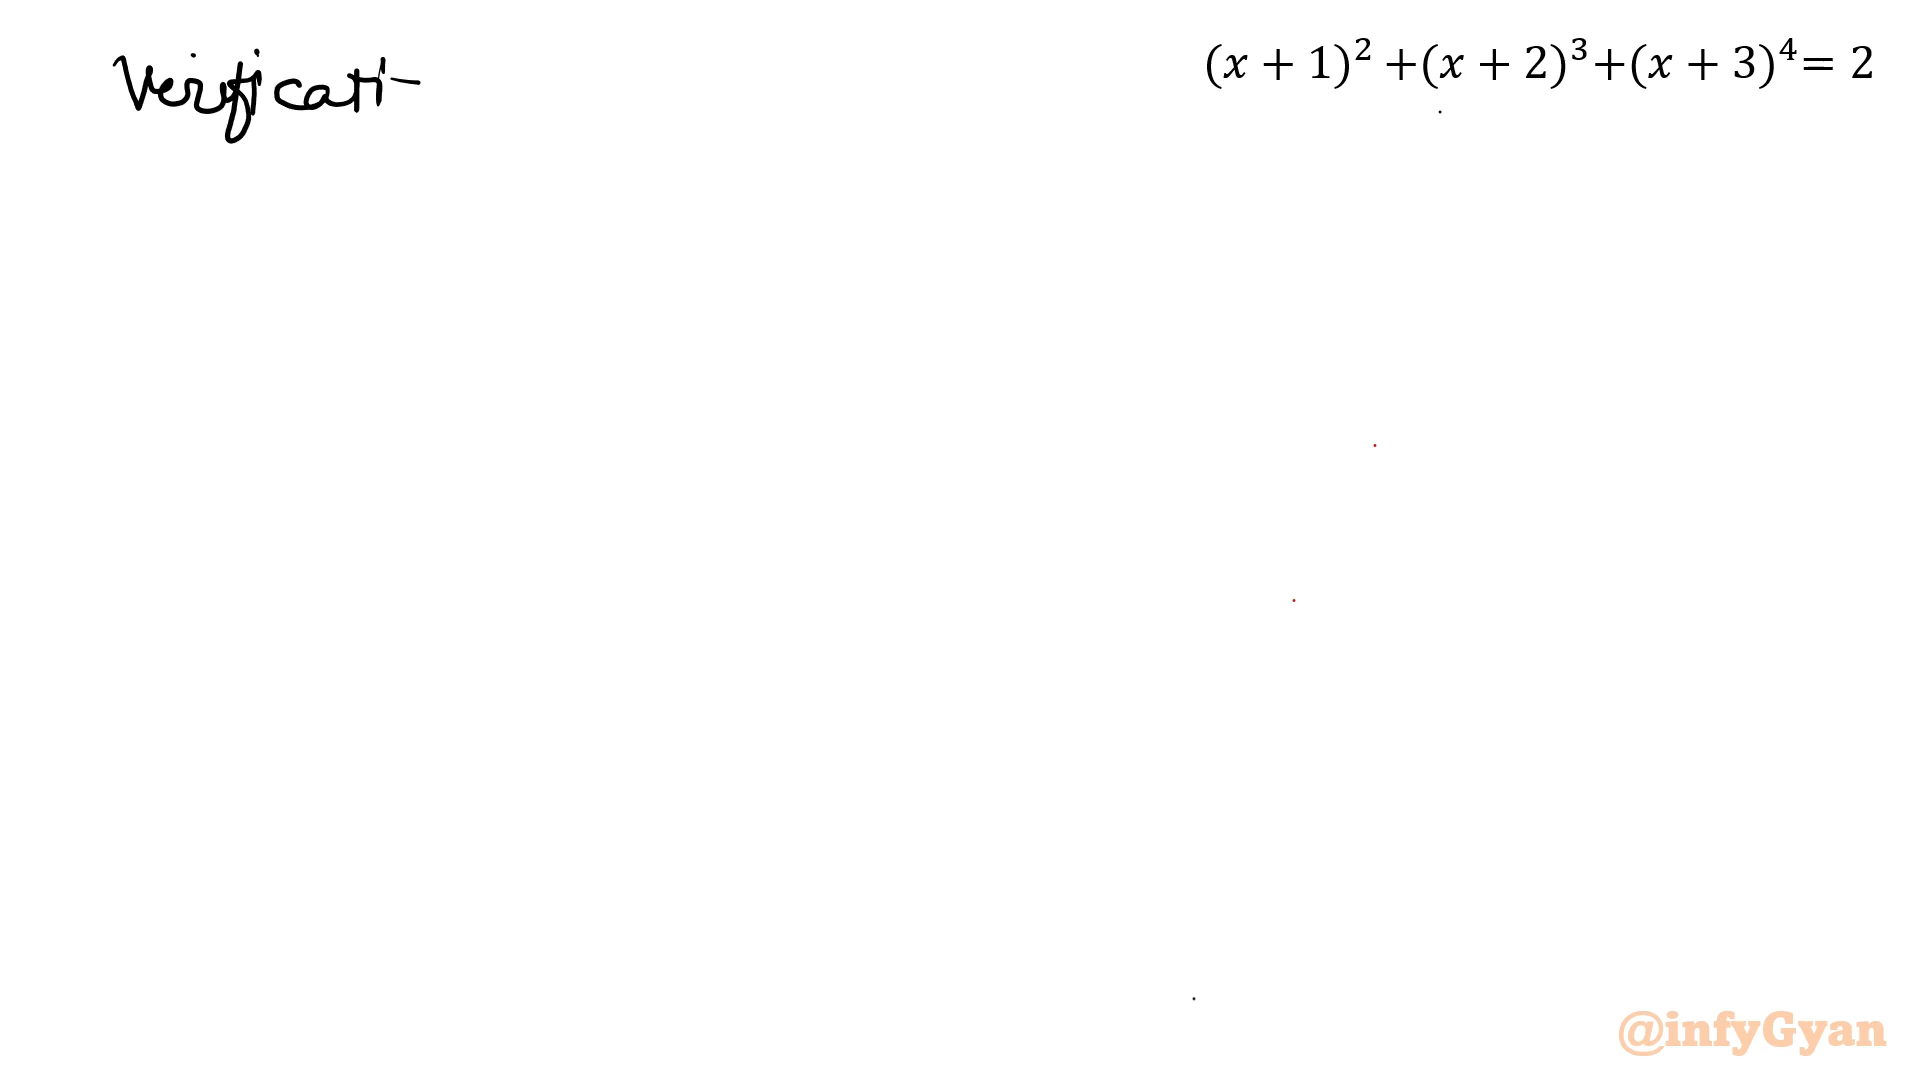 Verificati
(x + 1)² +(x + 2)³+(x + 3)⁴= 2
@infyGyan